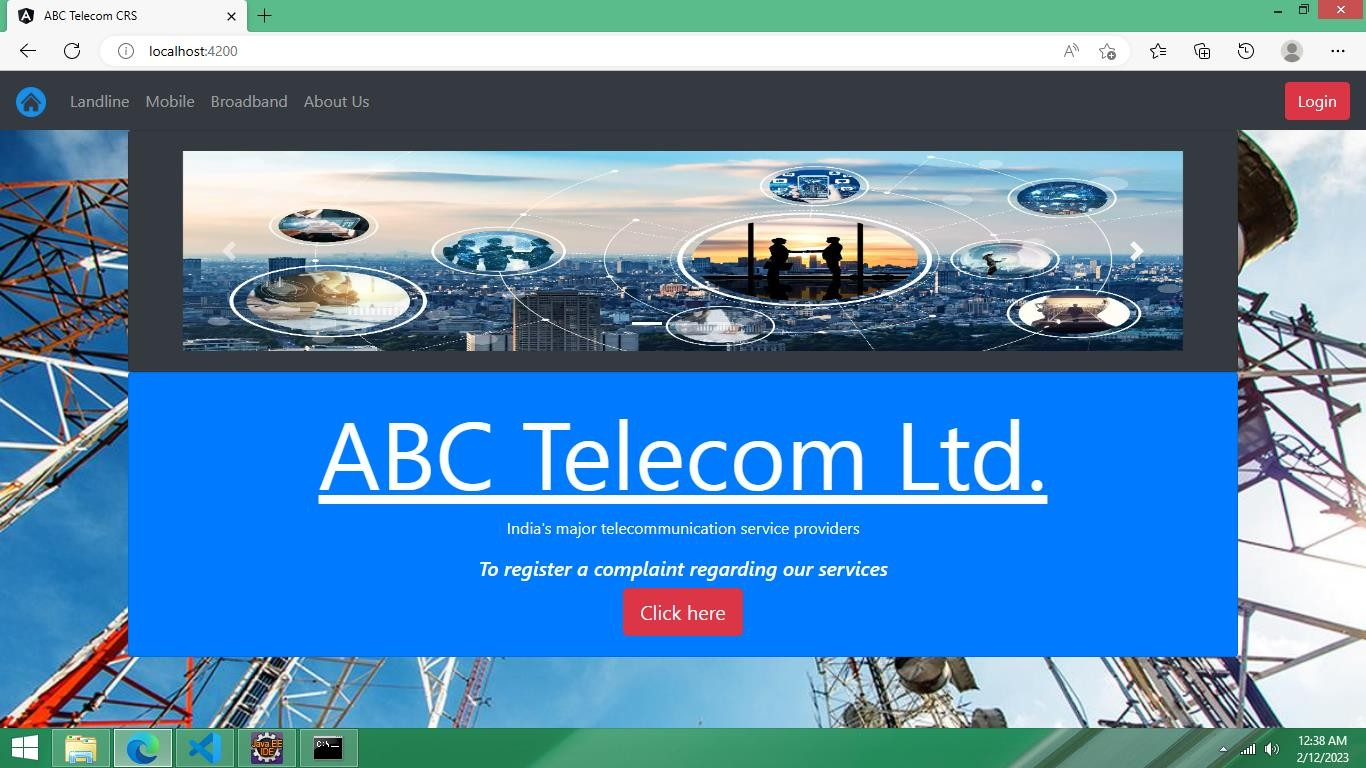 ABC Telecom CRS
localhost:4200
Landline Mobile Broadband About Us Login
ABC Telecom Ltd.
India's major telecommunication service providers
To register a complaint regarding our services
Click here
Java EE
IDE
C:\_
12:38 AM
2/12/2023